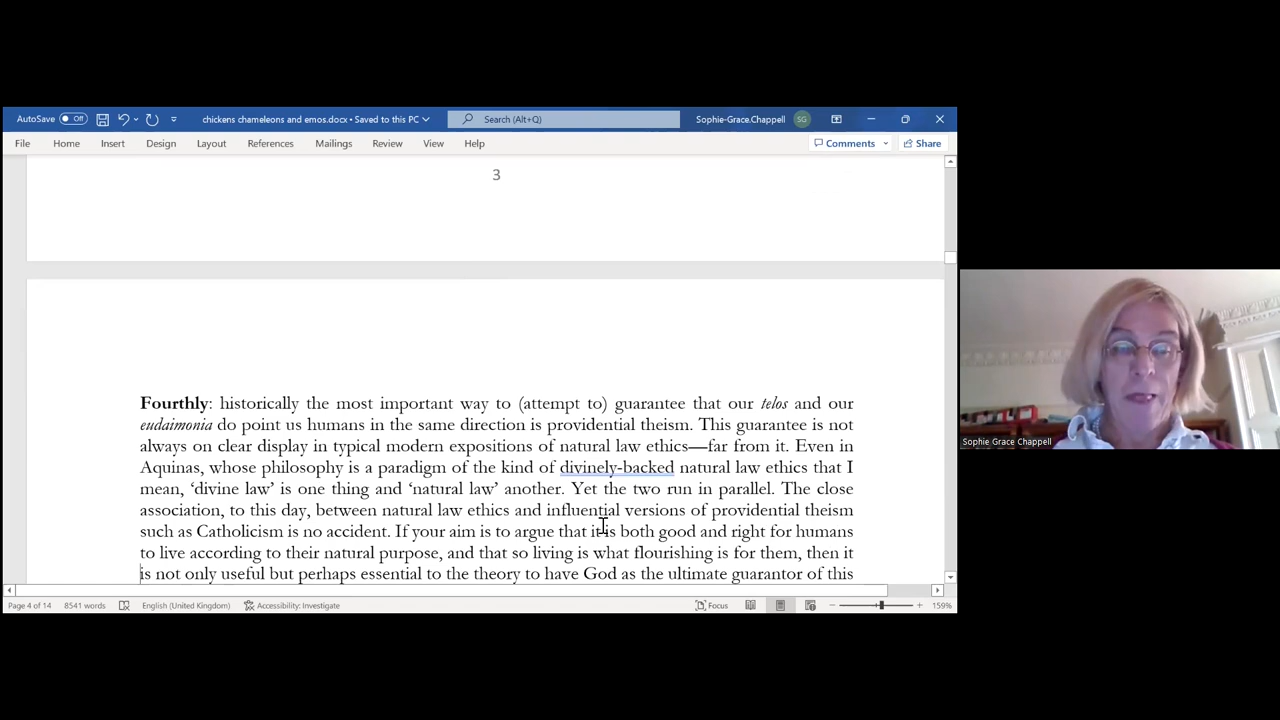 AutoSave Off chickens chameleons and emos.docx • Saved to this PC Search (Alt+Q) Sophie-Grace.Chappell SG
File Home Insert Draw Design Layout References Mailings Review View Help Comments Share
3
Fourthly: historically the most important way to (attempt to) guarantee that our telos and our
eudaimonia do point us humans in the same direction is providential theism. This guarantee is not
always on clear display in typical modern expositions of natural law ethics—far from it. Even in
Aquinas, whose philosophy is a paradigm of the kind of divinely-backed natural law ethics that I
mean, ‘divine law’ is one thing and ‘natural law’ another. Yet the two run in parallel. The close
association, to this day, between natural law ethics and influential versions of providential theism
such as Catholicism is no accident. If your aim is to argue that it is both good and right for humans
to live according to their natural purpose, and that so living is what flourishing is for them, then it
is not only useful but perhaps essential to the theory to have God as the ultimate guarantor of this
Sophie Grace Chappell
Page 4 of 14 8541 words English (United Kingdom) Accessibility: Investigate Focus 159%